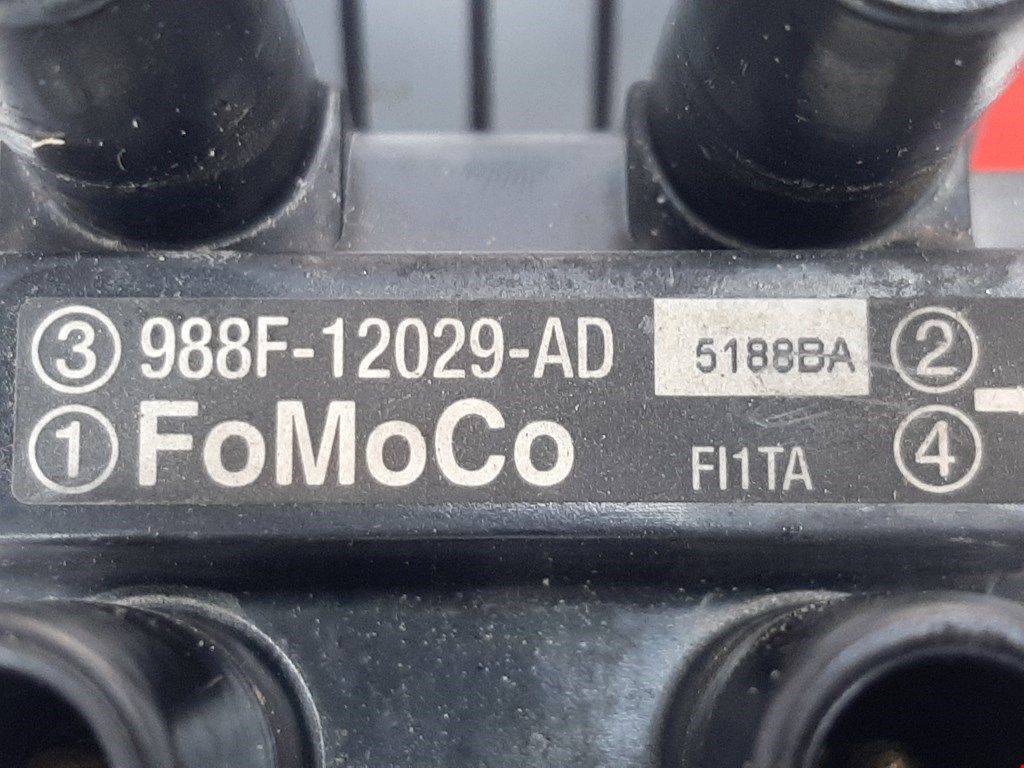 ③ 988F-12029-AD 5188BA ②
① FoMoCo FI1TA ④